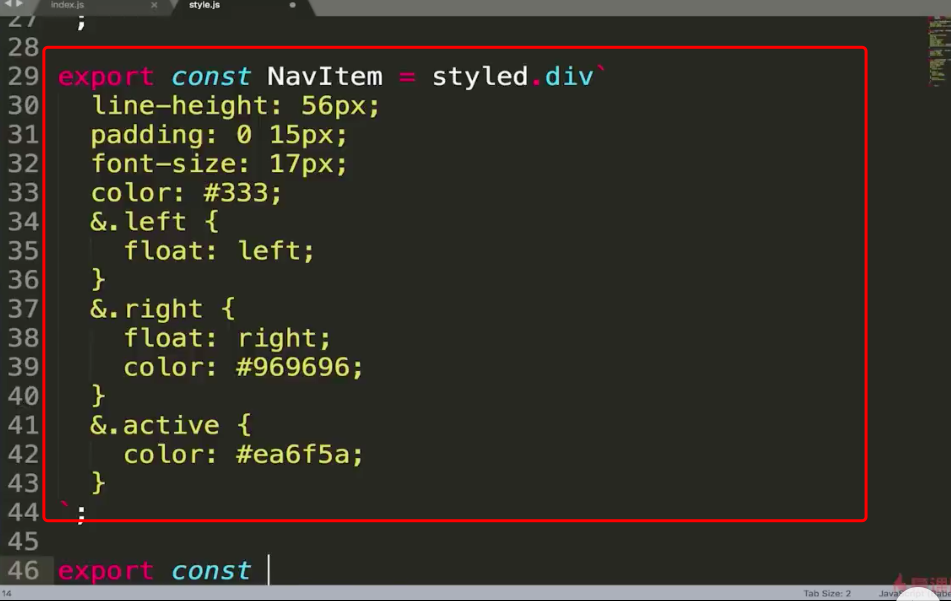 index.js × style.js
27 ;
28
29 export const NavItem = styled.div`
30 line-height: 56px;
31 padding: 0 15px;
32 font-size: 17px;
33 color: #333;
34 &.left {
35 float: left;
36 }
37 &.right {
38 float: right;
39 color: #969696;
40 }
41 &.active {
42 color: #ea6f5a;
43 }
44 `;
45
46 export const
14 Tab Size: 2